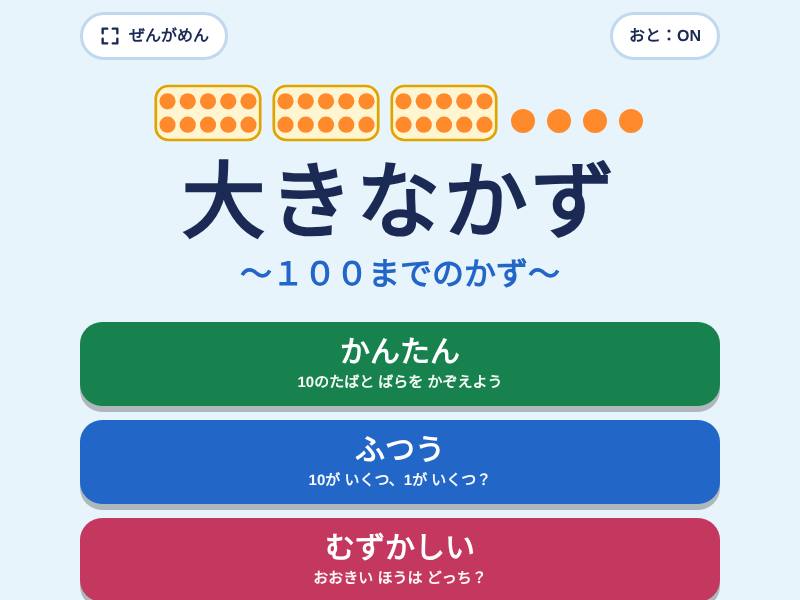 ぜんがめん
おと：ON
大きなかず
～１００までのかず～
かんたん
10のたばと ばらを かぞえよう
ふつう
10が いくつ、1が いくつ？
むずかしい
おおきい ほうは どっち？